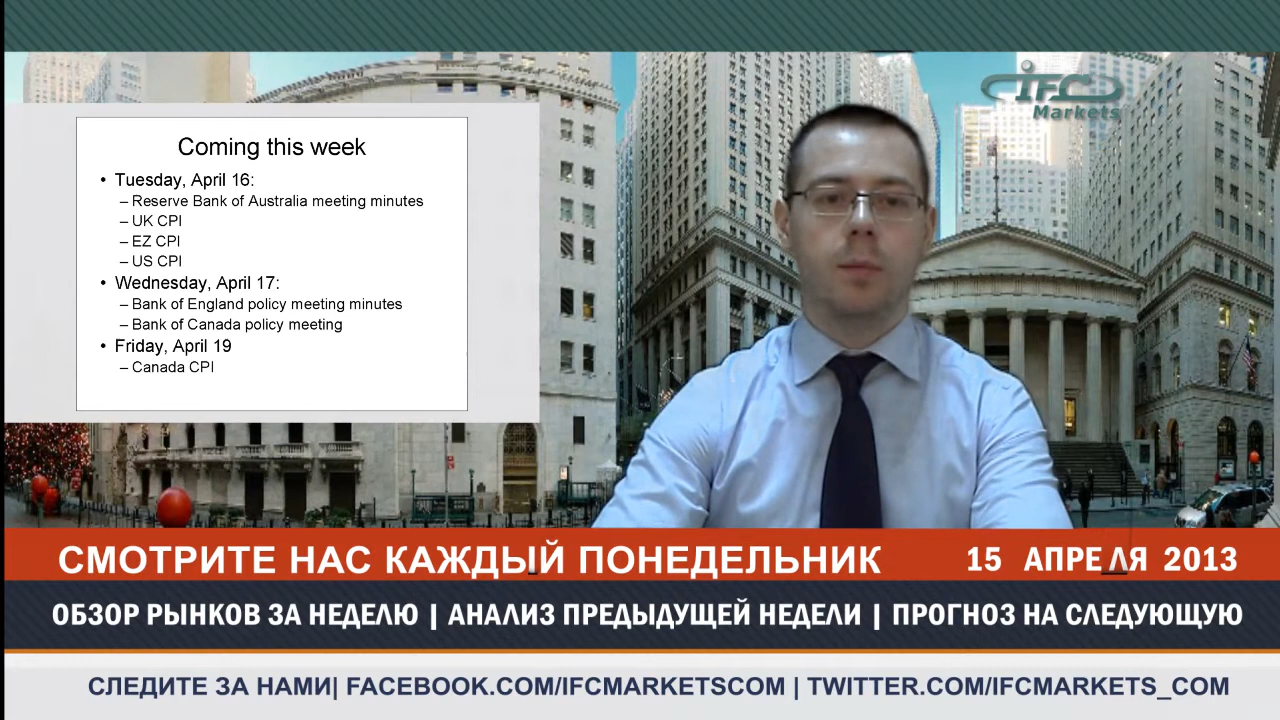 IFC
Markets
Coming this week
• Tuesday, April 16:
– Reserve Bank of Australia meeting minutes
– UK CPI
– EZ CPI
– US CPI
• Wednesday, April 17:
– Bank of England policy meeting minutes
– Bank of Canada policy meeting
• Friday, April 19
– Canada CPI
СМОТРИТЕ НАС КАЖДЫЙ ПОНЕДЕЛЬНИК 15 АПРЕЛЯ 2013
ОБЗОР РЫНКОВ ЗА НЕДЕЛЮ | АНАЛИЗ ПРЕДЫДУЩЕЙ НЕДЕЛИ | ПРОГНОЗ НА СЛЕДУЮЩУЮ
СЛЕДИТЕ ЗА НАМИ| FACEBOOK.COM/IFCMARKETSCOM | TWITTER.COM/IFCMARKETS_COM